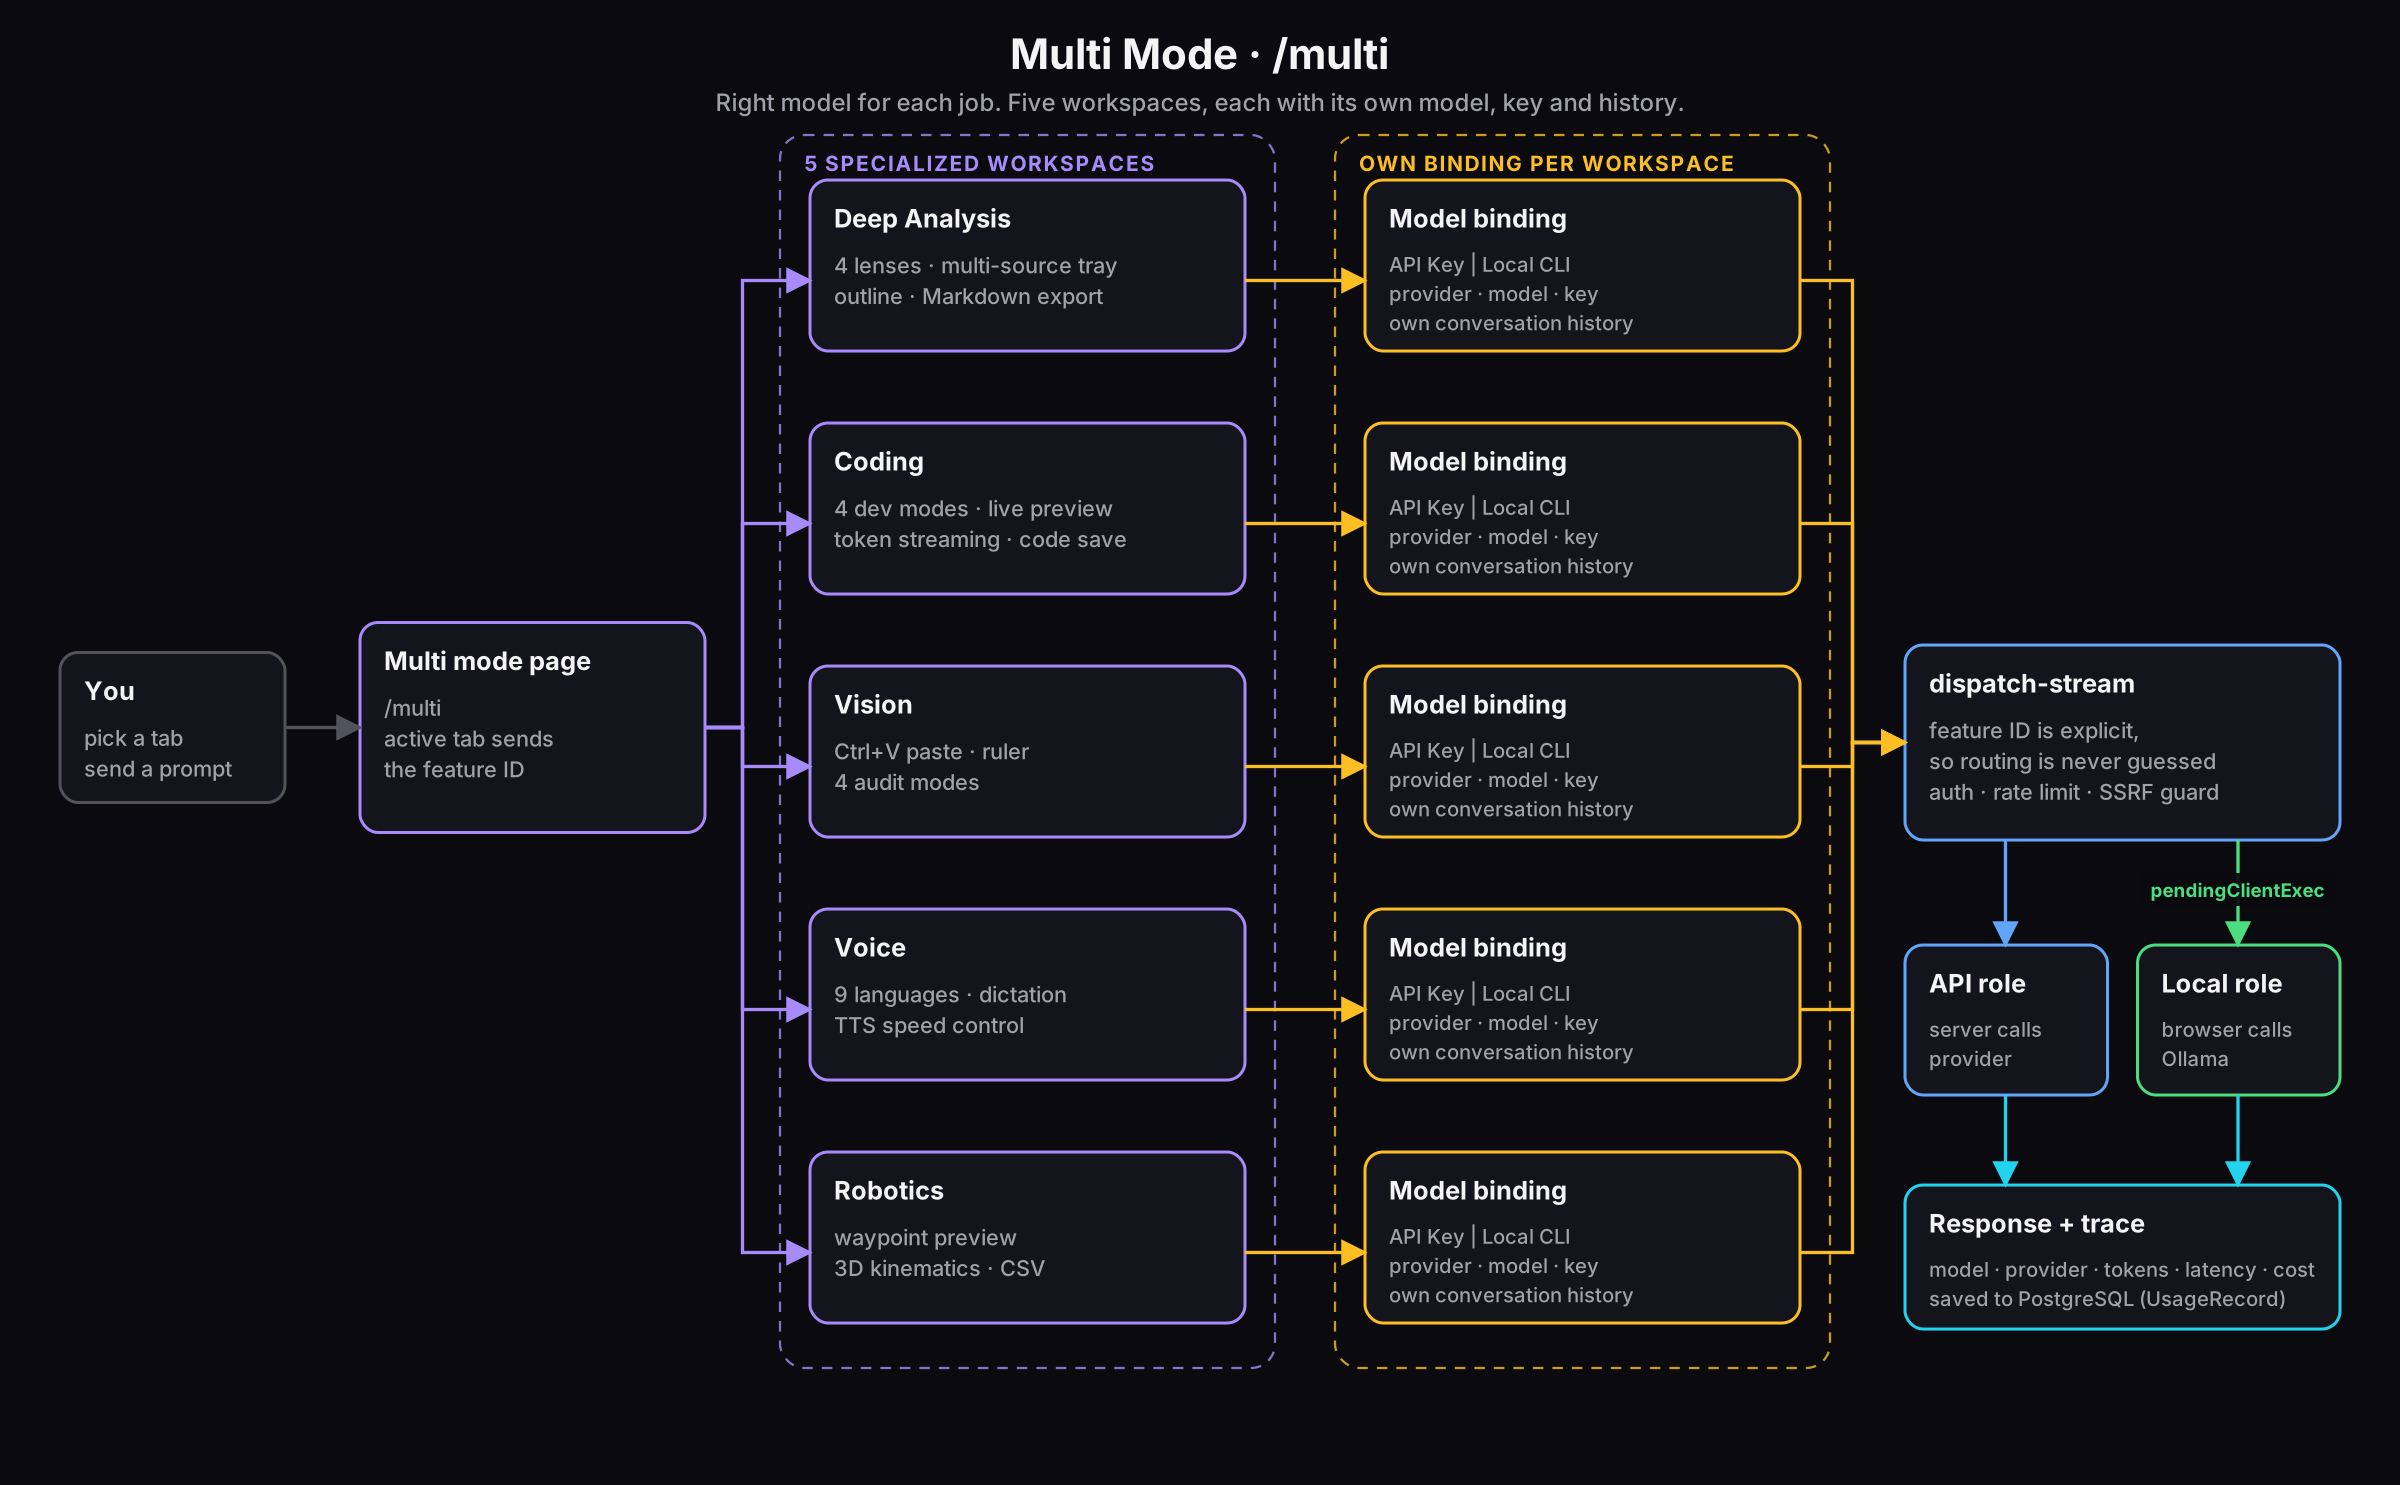 Multi Mode · /multi
Right model for each job. Five workspaces, each with its own model, key and history.
You
pick a tab
send a prompt
Multi mode page
/multi
active tab sends
the feature ID
5 SPECIALIZED WORKSPACES
Deep Analysis
4 lenses · multi-source tray
outline · Markdown export
Coding
4 dev modes · live preview
token streaming · code save
Vision
Ctrl+V paste · ruler
4 audit modes
Voice
9 languages · dictation
TTS speed control
Robotics
waypoint preview
3D kinematics · CSV
OWN BINDING PER WORKSPACE
Model binding
API Key | Local CLI
provider · model · key
own conversation history
Model binding
API Key | Local CLI
provider · model · key
own conversation history
Model binding
API Key | Local CLI
provider · model · key
own conversation history
Model binding
API Key | Local CLI
provider · model · key
own conversation history
Model binding
API Key | Local CLI
provider · model · key
own conversation history
dispatch-stream
feature ID is explicit,
so routing is never guessed
auth · rate limit · SSRF guard
pendingClientExec
API role
server calls
provider
Local role
browser calls
Ollama
Response + trace
model · provider · tokens · latency · cost
saved to PostgreSQL (UsageRecord)